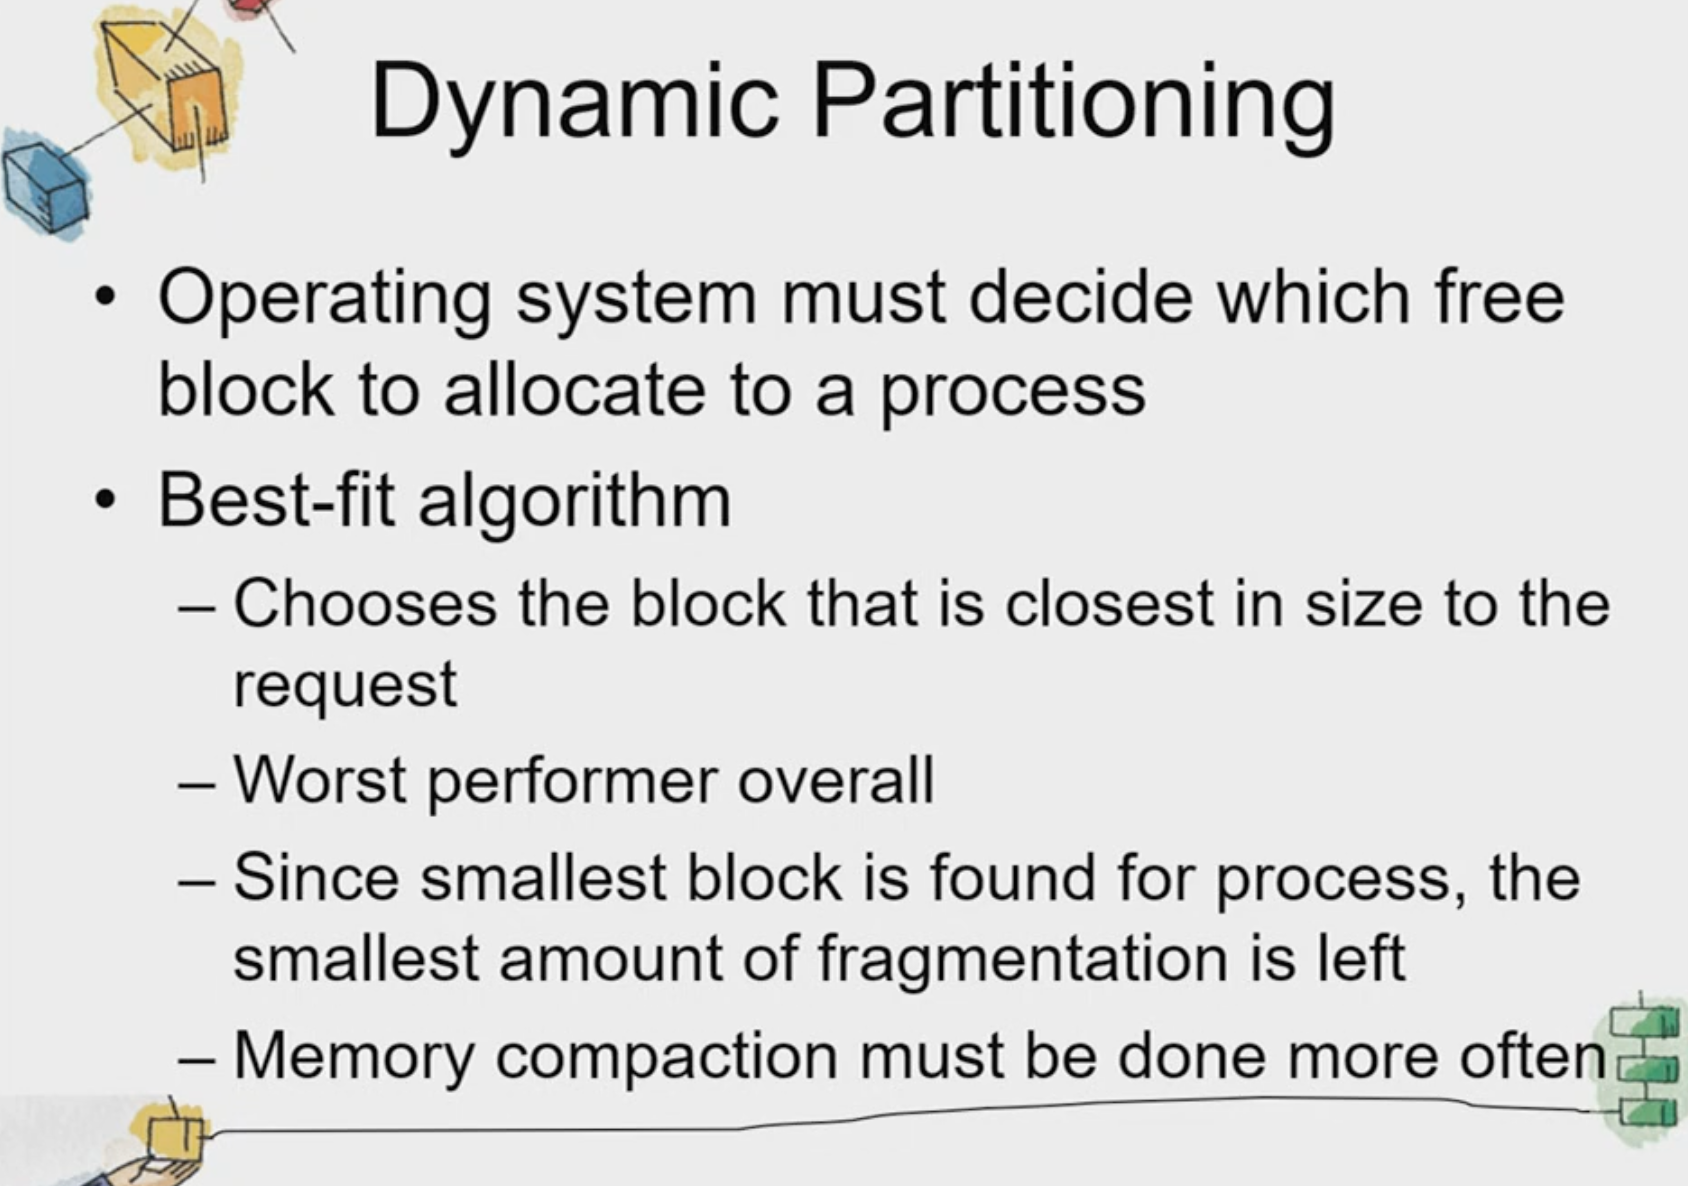 Dynamic Partitioning
• Operating system must decide which free
block to allocate to a process
• Best-fit algorithm
– Chooses the block that is closest in size to the
request
– Worst performer overall
– Since smallest block is found for process, the
smallest amount of fragmentation is left
– Memory compaction must be done more often